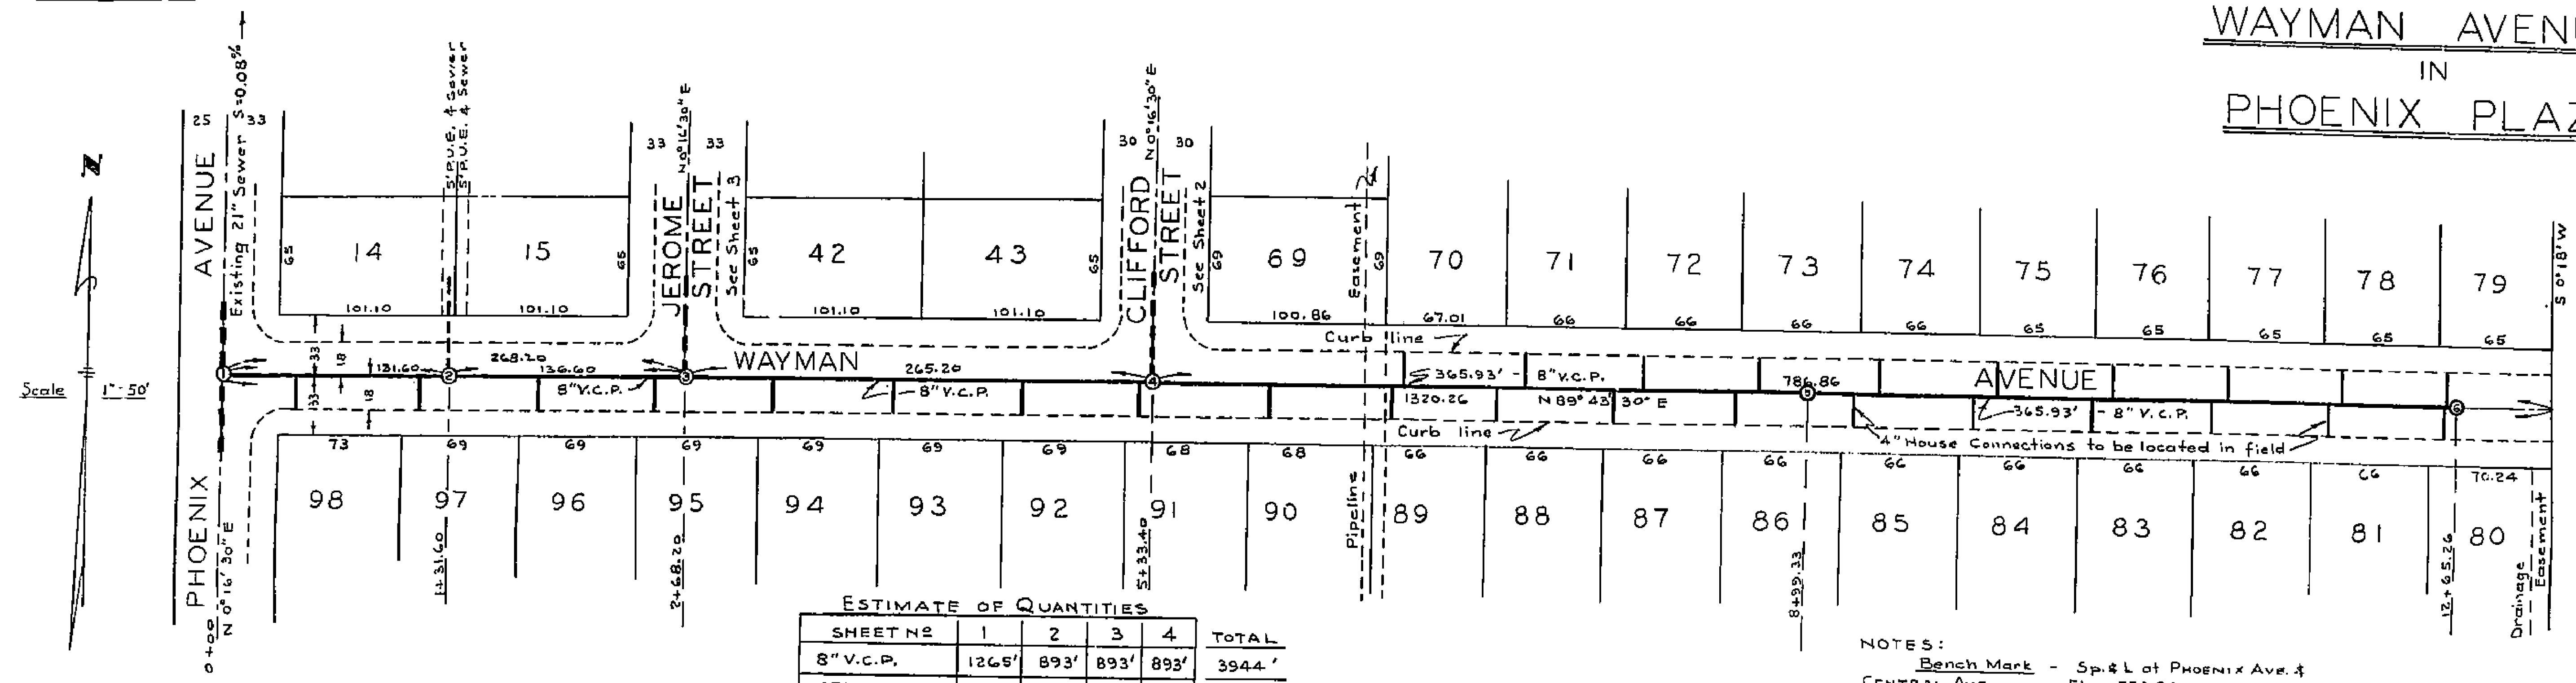 WAYMAN AVENU
IN
PHOENIX PLAZ
Existing 21" Sewer S=0.08%
5' P.U.E. & Sewer
5' P.U.E. & Sewer
25 33
33 33
30 30
N 0°16'30" E
N 0°16'30" E
PHOENIX AVENUE
JEROME STREET
See Sheet 3
CLIFFORD STREET
See Sheet 2
Easement
S 0°18' W
N
Scale 1"-50'
65 14 15 65
65 42 43 65
69 69 69
70 71 72 73 74 75 76 77 78 79
101.10 101.10 101.10 101.10 100.86 67.01 66 66 66 66 65 65 65 65 65
33 18
33 18
Curb line
WAYMAN AVENUE
131.60 268.20 136.60 265.20 786.86
1 2 3 4 5 6
8" V.C.P.
8" V.C.P.
365.93' - 8" V.C.P.
1320.26 N 89° 43' 30" E
365.93' - 8" V.C.P.
Curb line
4" House Connections to be located in field
73 69 69 69 69 69 69 68 68 66 66 66 66 66 66 66 66 66 70.24
98 97 96 95 94 93 92 91 90 89 88 87 86 85 84 83 82 81 80
Pipeline
Drainage Easement
N 0°16'30" E
0+00
1+31.60
2+68.20
5+33.40
8+99.33
12+65.26
ESTIMATE OF QUANTITIES
SHEET Nº 1 2 3 4 TOTAL
8" V.C.P. 1265' 893' 893' 893' 3944'
NOTES:
Bench Mark - Sp. & L at PHOENIX AVE. &